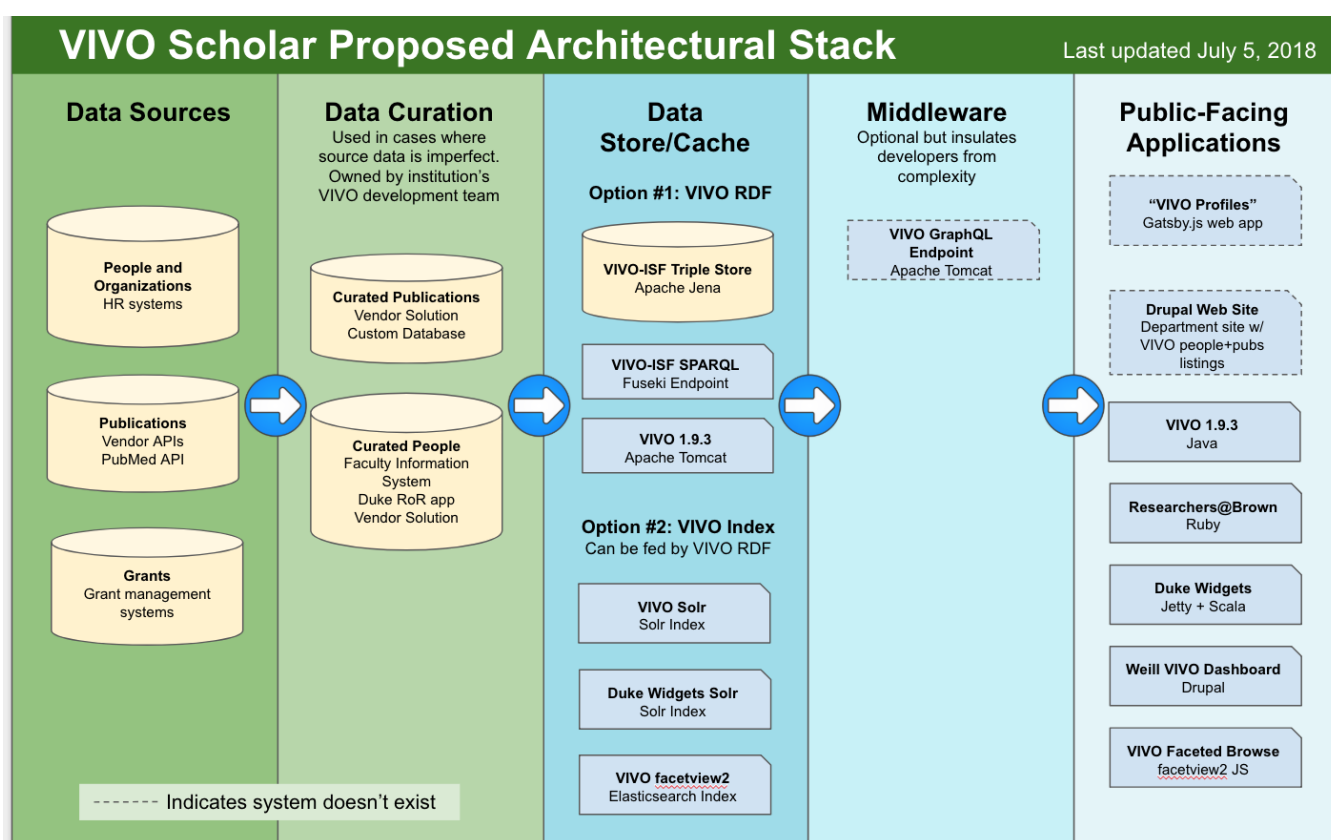 VIVO Scholar Proposed Architectural Stack
Last updated July 5, 2018
Data Sources
People and
Organizations
HR systems
Publications
Vendor APIs
PubMed API
Grants
Grant management
systems
Data Curation
Used in cases where
source data is imperfect.
Owned by institution's
VIVO development team
Curated Publications
Vendor Solution
Custom Database
Curated People
Faculty Information
System
Duke RoR app
Vendor Solution
Data
Store/Cache
Option #1: VIVO RDF
VIVO-ISF Triple Store
Apache Jena
VIVO-ISF SPARQL
Fuseki Endpoint
VIVO 1.9.3
Apache Tomcat
Option #2: VIVO Index
Can be fed by VIVO RDF
VIVO Solr
Solr Index
Duke Widgets Solr
Solr Index
VIVO facetview2
Elasticsearch Index
Middleware
Optional but insulates
developers from
complexity
VIVO GraphQL
Endpoint
Apache Tomcat
Public-Facing
Applications
“VIVO Profiles”
Gatsby.js web app
Drupal Web Site
Department site w/
VIVO people+pubs
listings
VIVO 1.9.3
Java
Researchers@Brown
Ruby
Duke Widgets
Jetty + Scala
Weill VIVO Dashboard
Drupal
VIVO Faceted Browse
facetview2 JS
Indicates system doesn't exist